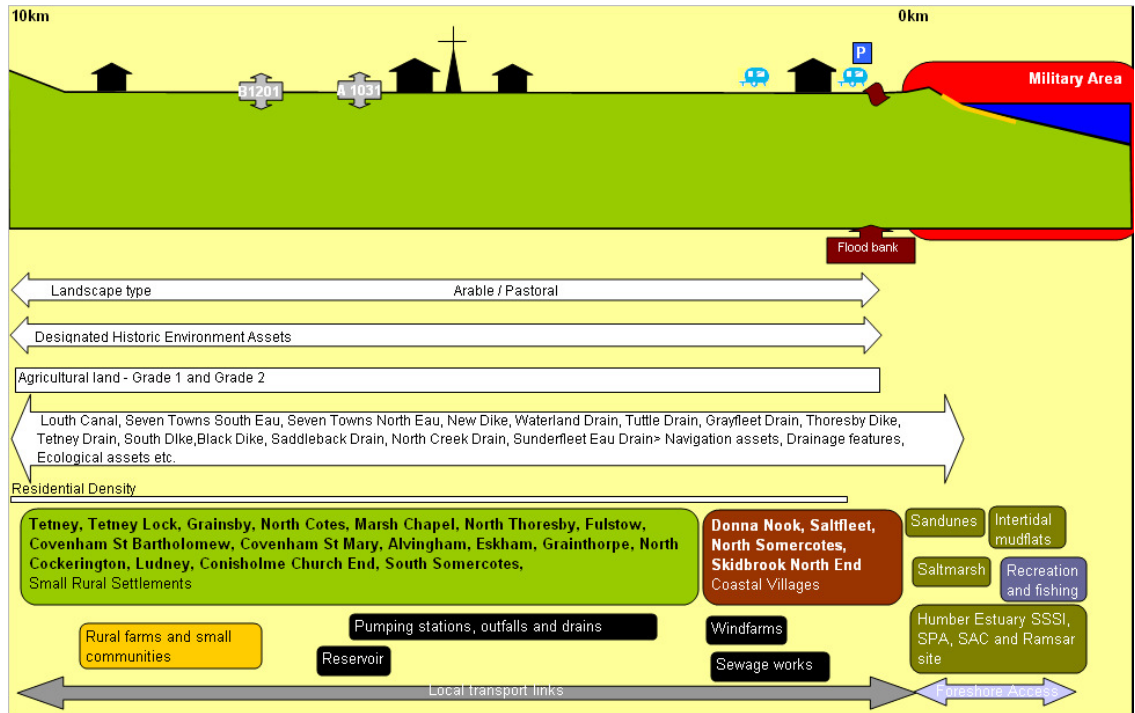 10km
0km
P
Military Area
B1201
A 1031
Flood bank
Landscape type
Arable / Pastoral
Designated Historic Environment Assets
Agricultural land - Grade 1 and Grade 2
Louth Canal, Seven Towns South Eau, Seven Towns North Eau, New Dike, Waterland Drain, Tuttle Drain, Grayfleet Drain, Thoresby Dike,
Tetney Drain, South DIke,Black Dike, Saddleback Drain, North Creek Drain, Sunderfleet Eau Drain> Navigation assets, Drainage features,
Ecological assets etc.
Residential Density
Tetney, Tetney Lock, Grainsby, North Cotes, Marsh Chapel, North Thoresby, Fulstow,
Covenham St Bartholomew, Covenham St Mary, Alvingham, Eskham, Grainthorpe, North
Cockerington, Ludney, Conisholme Church End, South Somercotes,
Small Rural Settlements
Donna Nook, Saltfleet,
North Somercotes,
Skidbrook North End
Coastal Villages
Sandunes
Intertidal
mudflats
Saltmarsh
Recreation
and fishing
Humber Estuary SSSI,
SPA, SAC and Ramsar
site
Rural farms and small
communities
Pumping stations, outfalls and drains
Reservoir
Windfarms
Sewage works
Local transport links
Foreshore Access